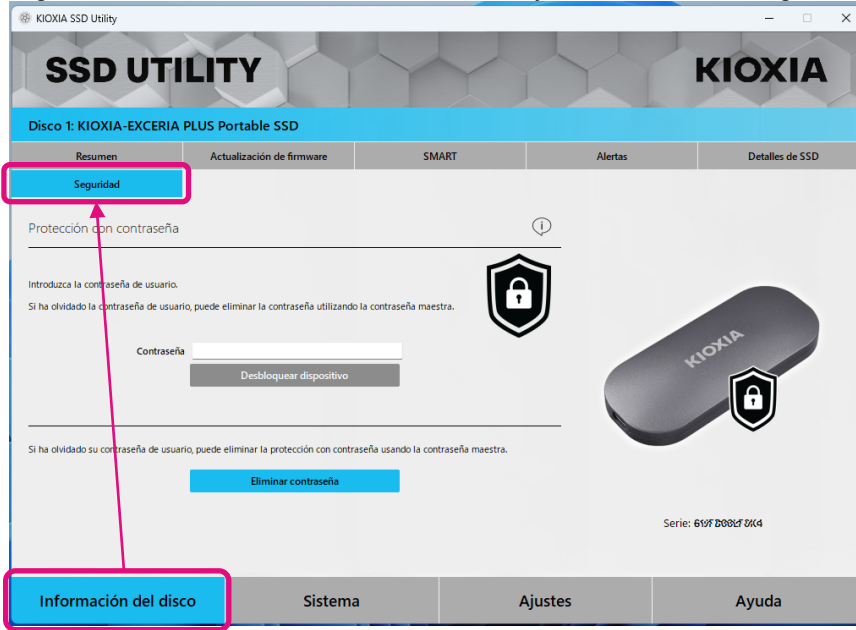 KIOXIA SSD Utility
SSD UTILITY
KIOXIA
Disco 1: KIOXIA-EXCERIA PLUS Portable SSD
Resumen
Actualización de firmware
SMART
Alertas
Detalles de SSD
Seguridad
Protección con contraseña
Introduzca la contraseña de usuario.
Si ha olvidado la contraseña de usuario, puede eliminar la contraseña utilizando la contraseña maestra.
Contraseña
Desbloquear dispositivo
KIOXIA
Si ha olvidado su contraseña de usuario, puede eliminar la protección con contraseña usando la contraseña maestra.
Eliminar contraseña
Serie:
Información del disco
Sistema
Ajustes
Ayuda